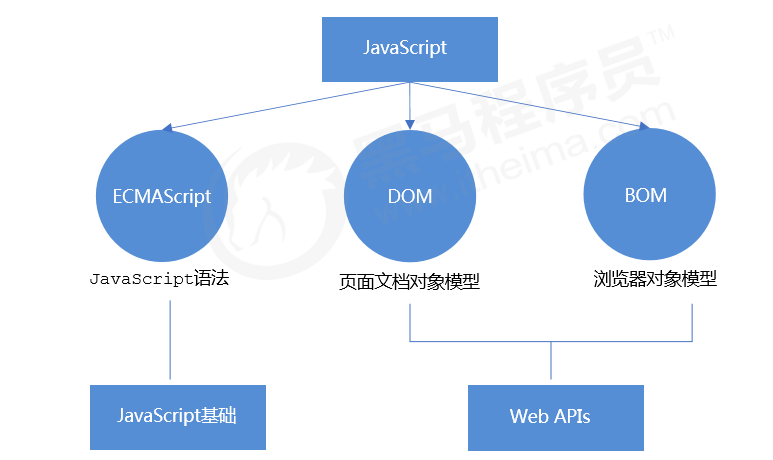 JavaScript
黑马程序员™
www.itheima.com
ECMAScript
DOM
BOM
JavaScript语法
页面文档对象模型
浏览器对象模型
JavaScript基础
Web APIs